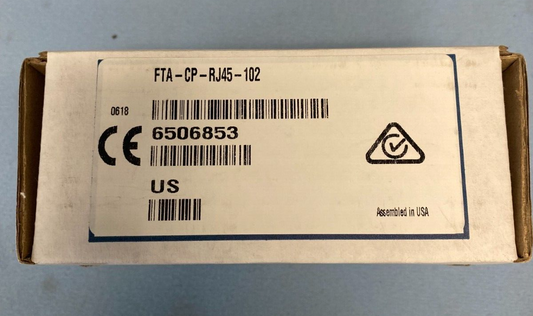 FTA-CP-RJ45-102
0618
CE
6506853
US
Assembled in USA